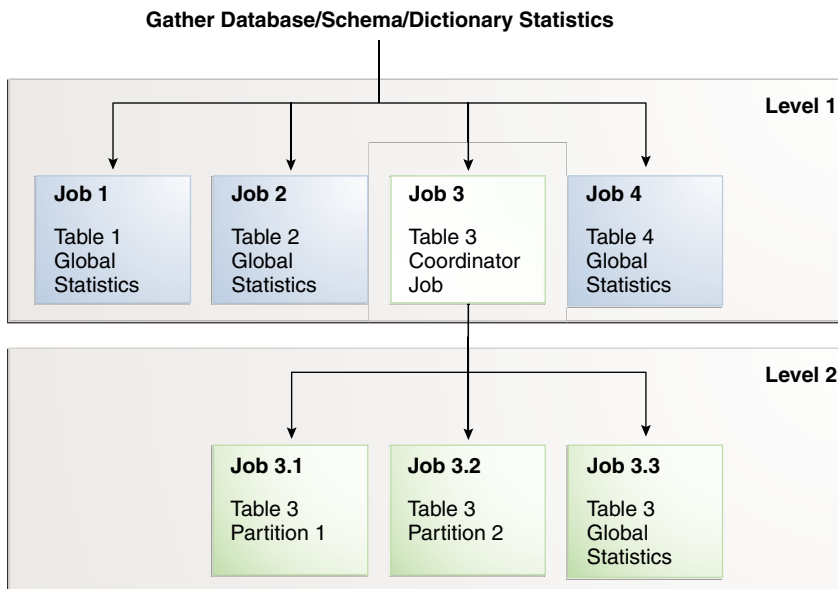 Gather Database/Schema/Dictionary Statistics
Level 1
Job 1
Table 1
Global
Statistics
Job 2
Table 2
Global
Statistics
Job 3
Table 3
Coordinator
Job
Job 4
Table 4
Global
Statistics
Level 2
Job 3.1
Table 3
Partition 1
Job 3.2
Table 3
Partition 2
Job 3.3
Table 3
Global
Statistics